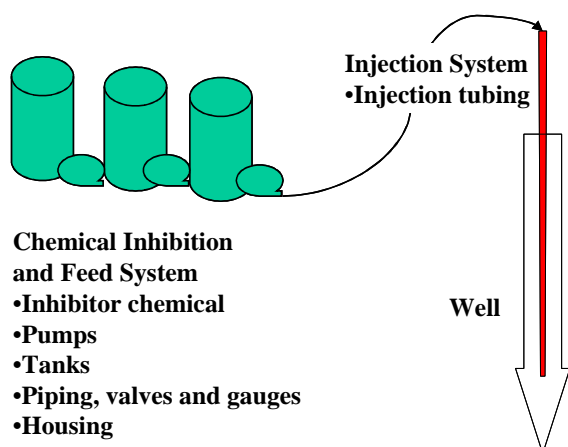 Injection System
•Injection tubing
Chemical Inhibition
and Feed System
•Inhibitor chemical
•Pumps
•Tanks
•Piping, valves and gauges
•Housing
Well